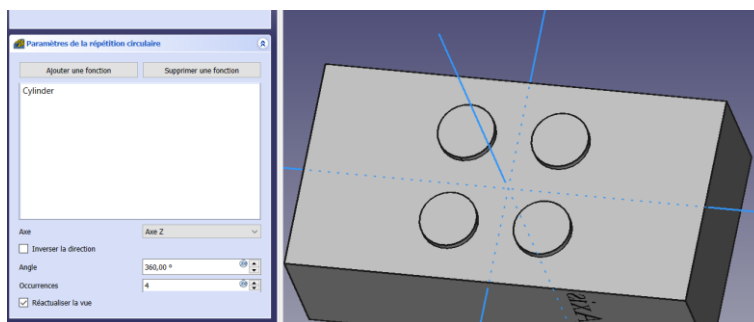 Paramètres de la répétition circulaire
Ajouter une fonction Supprimer une fonction
Cylinder
Axe Axe Z
Inverser la direction
Angle 360,00 °
Occurrences 4
Réactualiser la vue
Axis